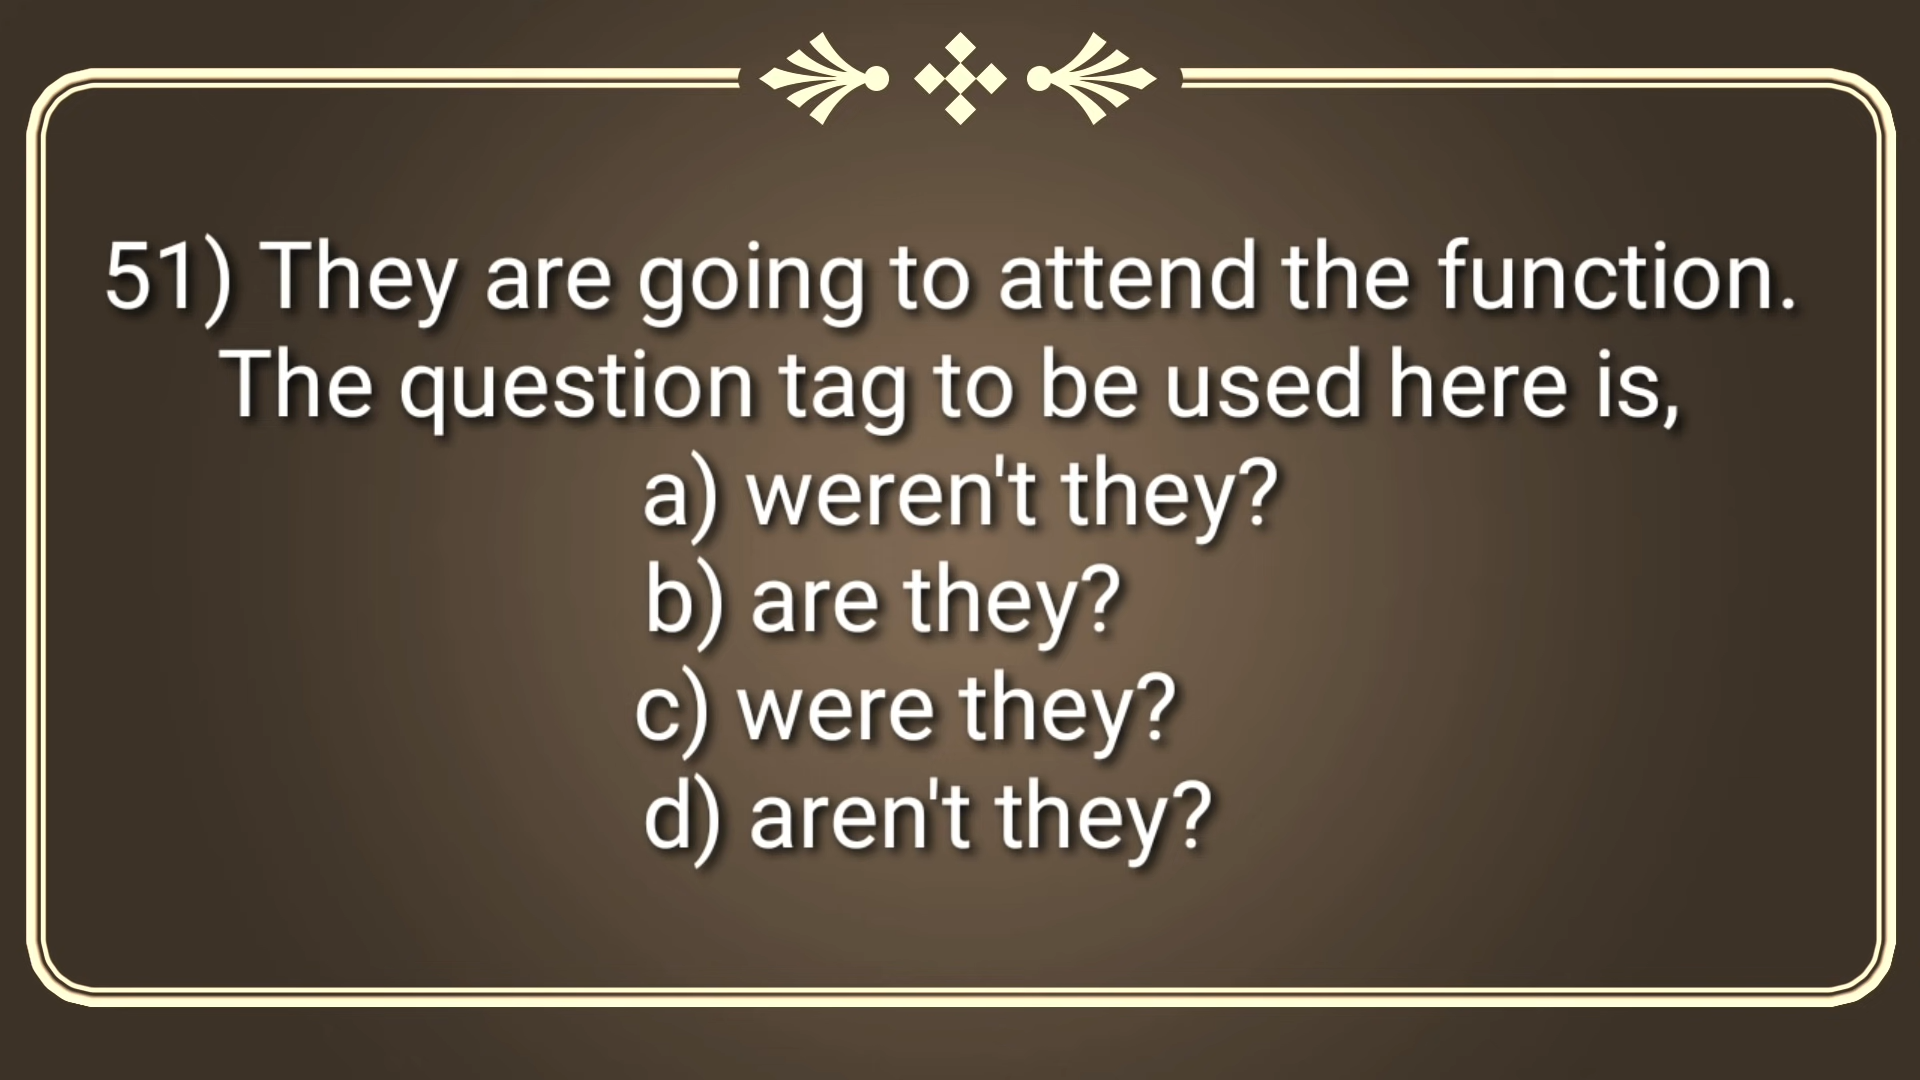 51) They are going to attend the function.
The question tag to be used here is,
a) weren't they?
b) are they?
c) were they?
d) aren't they?